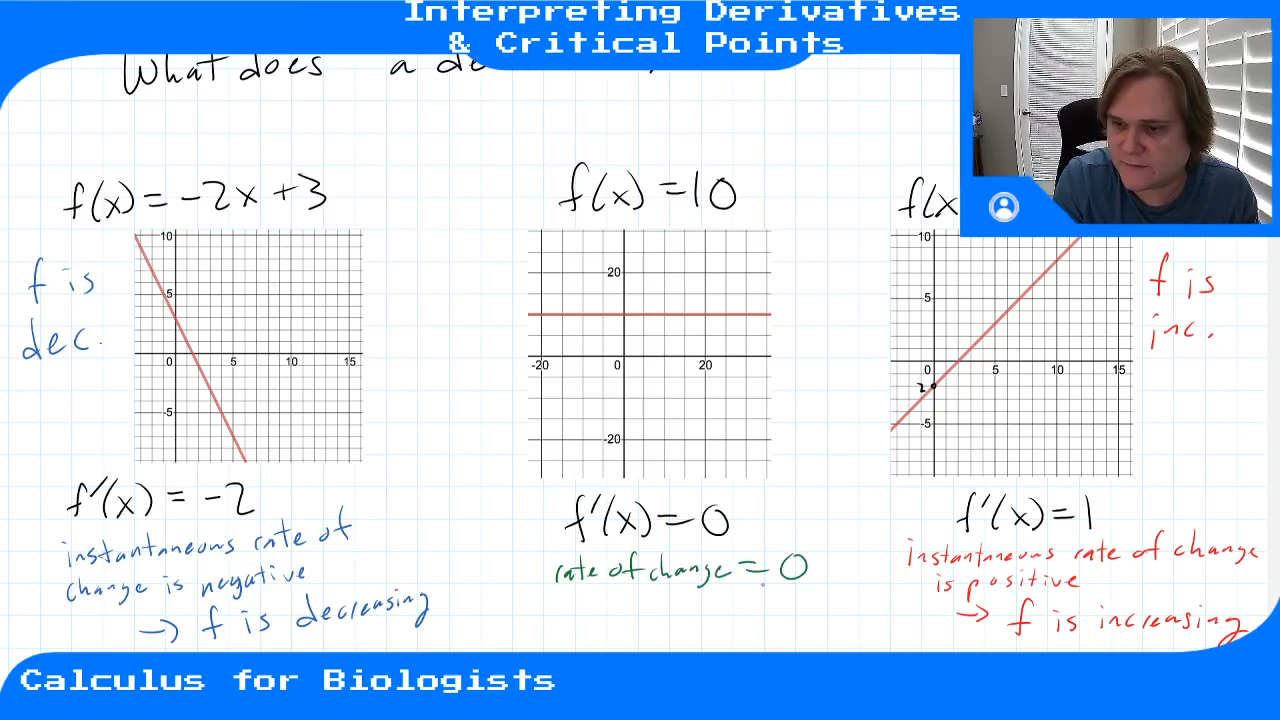 Interpreting Derivatives
& Critical Points
What does a
f(x) = -2x + 3
f(x) = 10
f(x
f is
dec.
10
5
0
5
10
15
-5
20
-20
0
20
-20
10
5
0
5
10
15
-2
-5
f is
inc.
f'(x) = -2
instantaneous rate of
change is negative
→ f is decreasing
f'(x) = 0
rate of change = 0
f'(x) = 1
instantaneous rate of change
is positive
→ f is increasing
Calculus for Biologists